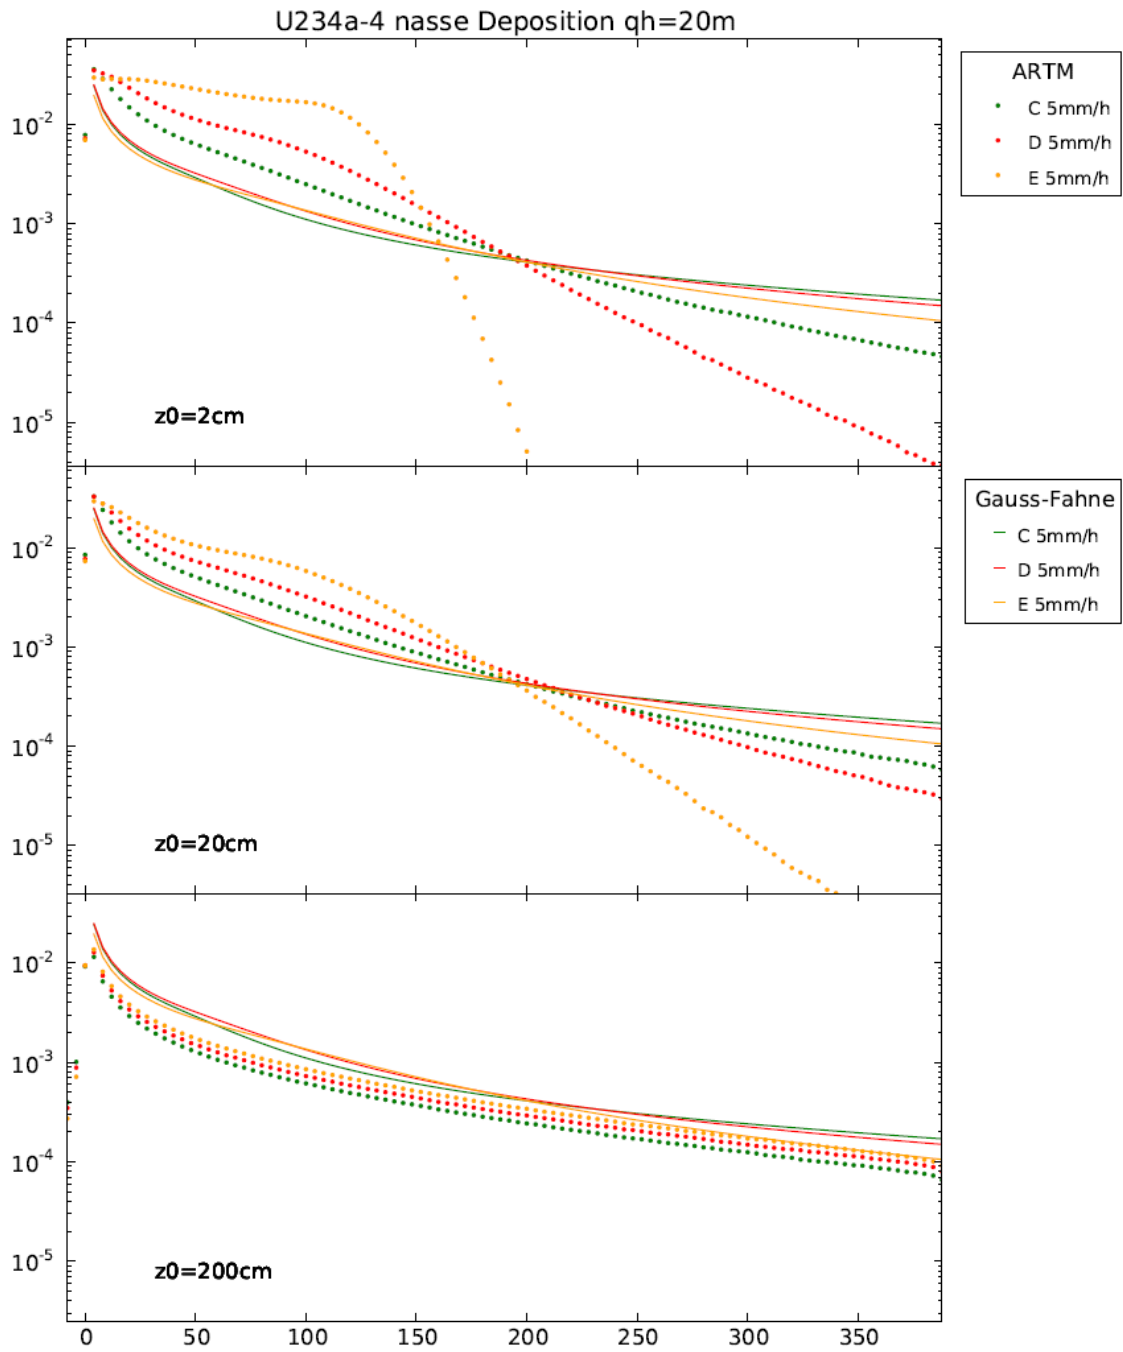 U234a-4 nasse Deposition qh=20m
10-2
10-3
10-4
10-5
z0=2cm
ARTM
C 5mm/h
D 5mm/h
E 5mm/h
10-2
10-3
10-4
10-5
z0=20cm
Gauss-Fahne
C 5mm/h
D 5mm/h
E 5mm/h
10-2
10-3
10-4
10-5
z0=200cm
0 50 100 150 200 250 300 350